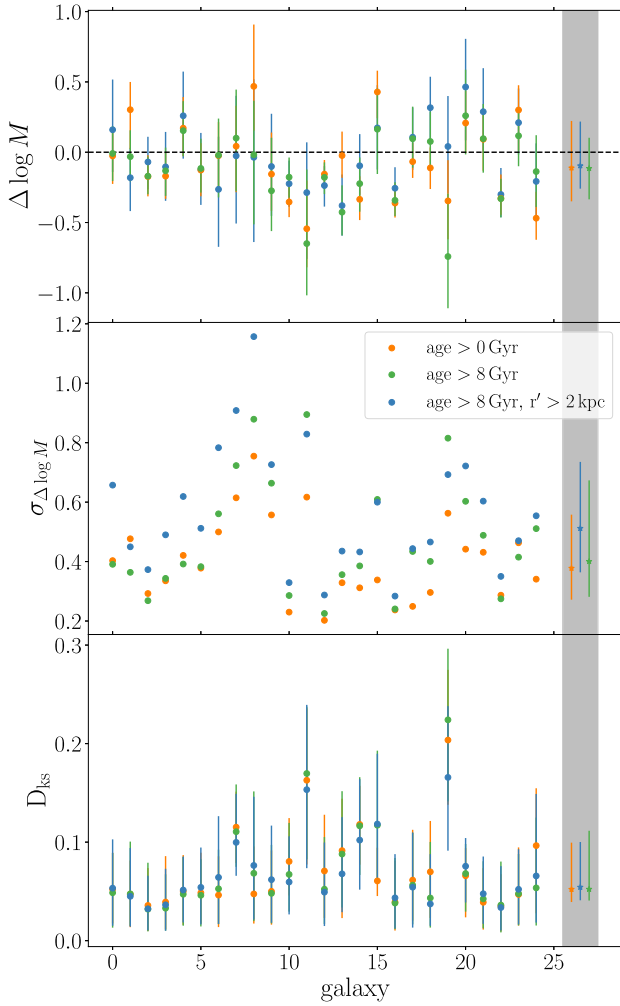 1.0
0.5
0.0
−0.5
−1.0
Δ log M
1.2
1.0
0.8
0.6
0.4
0.2
σΔ log M
age > 0 Gyr
age > 8 Gyr
age > 8 Gyr, r′ > 2 kpc
0.3
0.2
0.1
0.0
Dks
0 5 10 15 20 25
galaxy